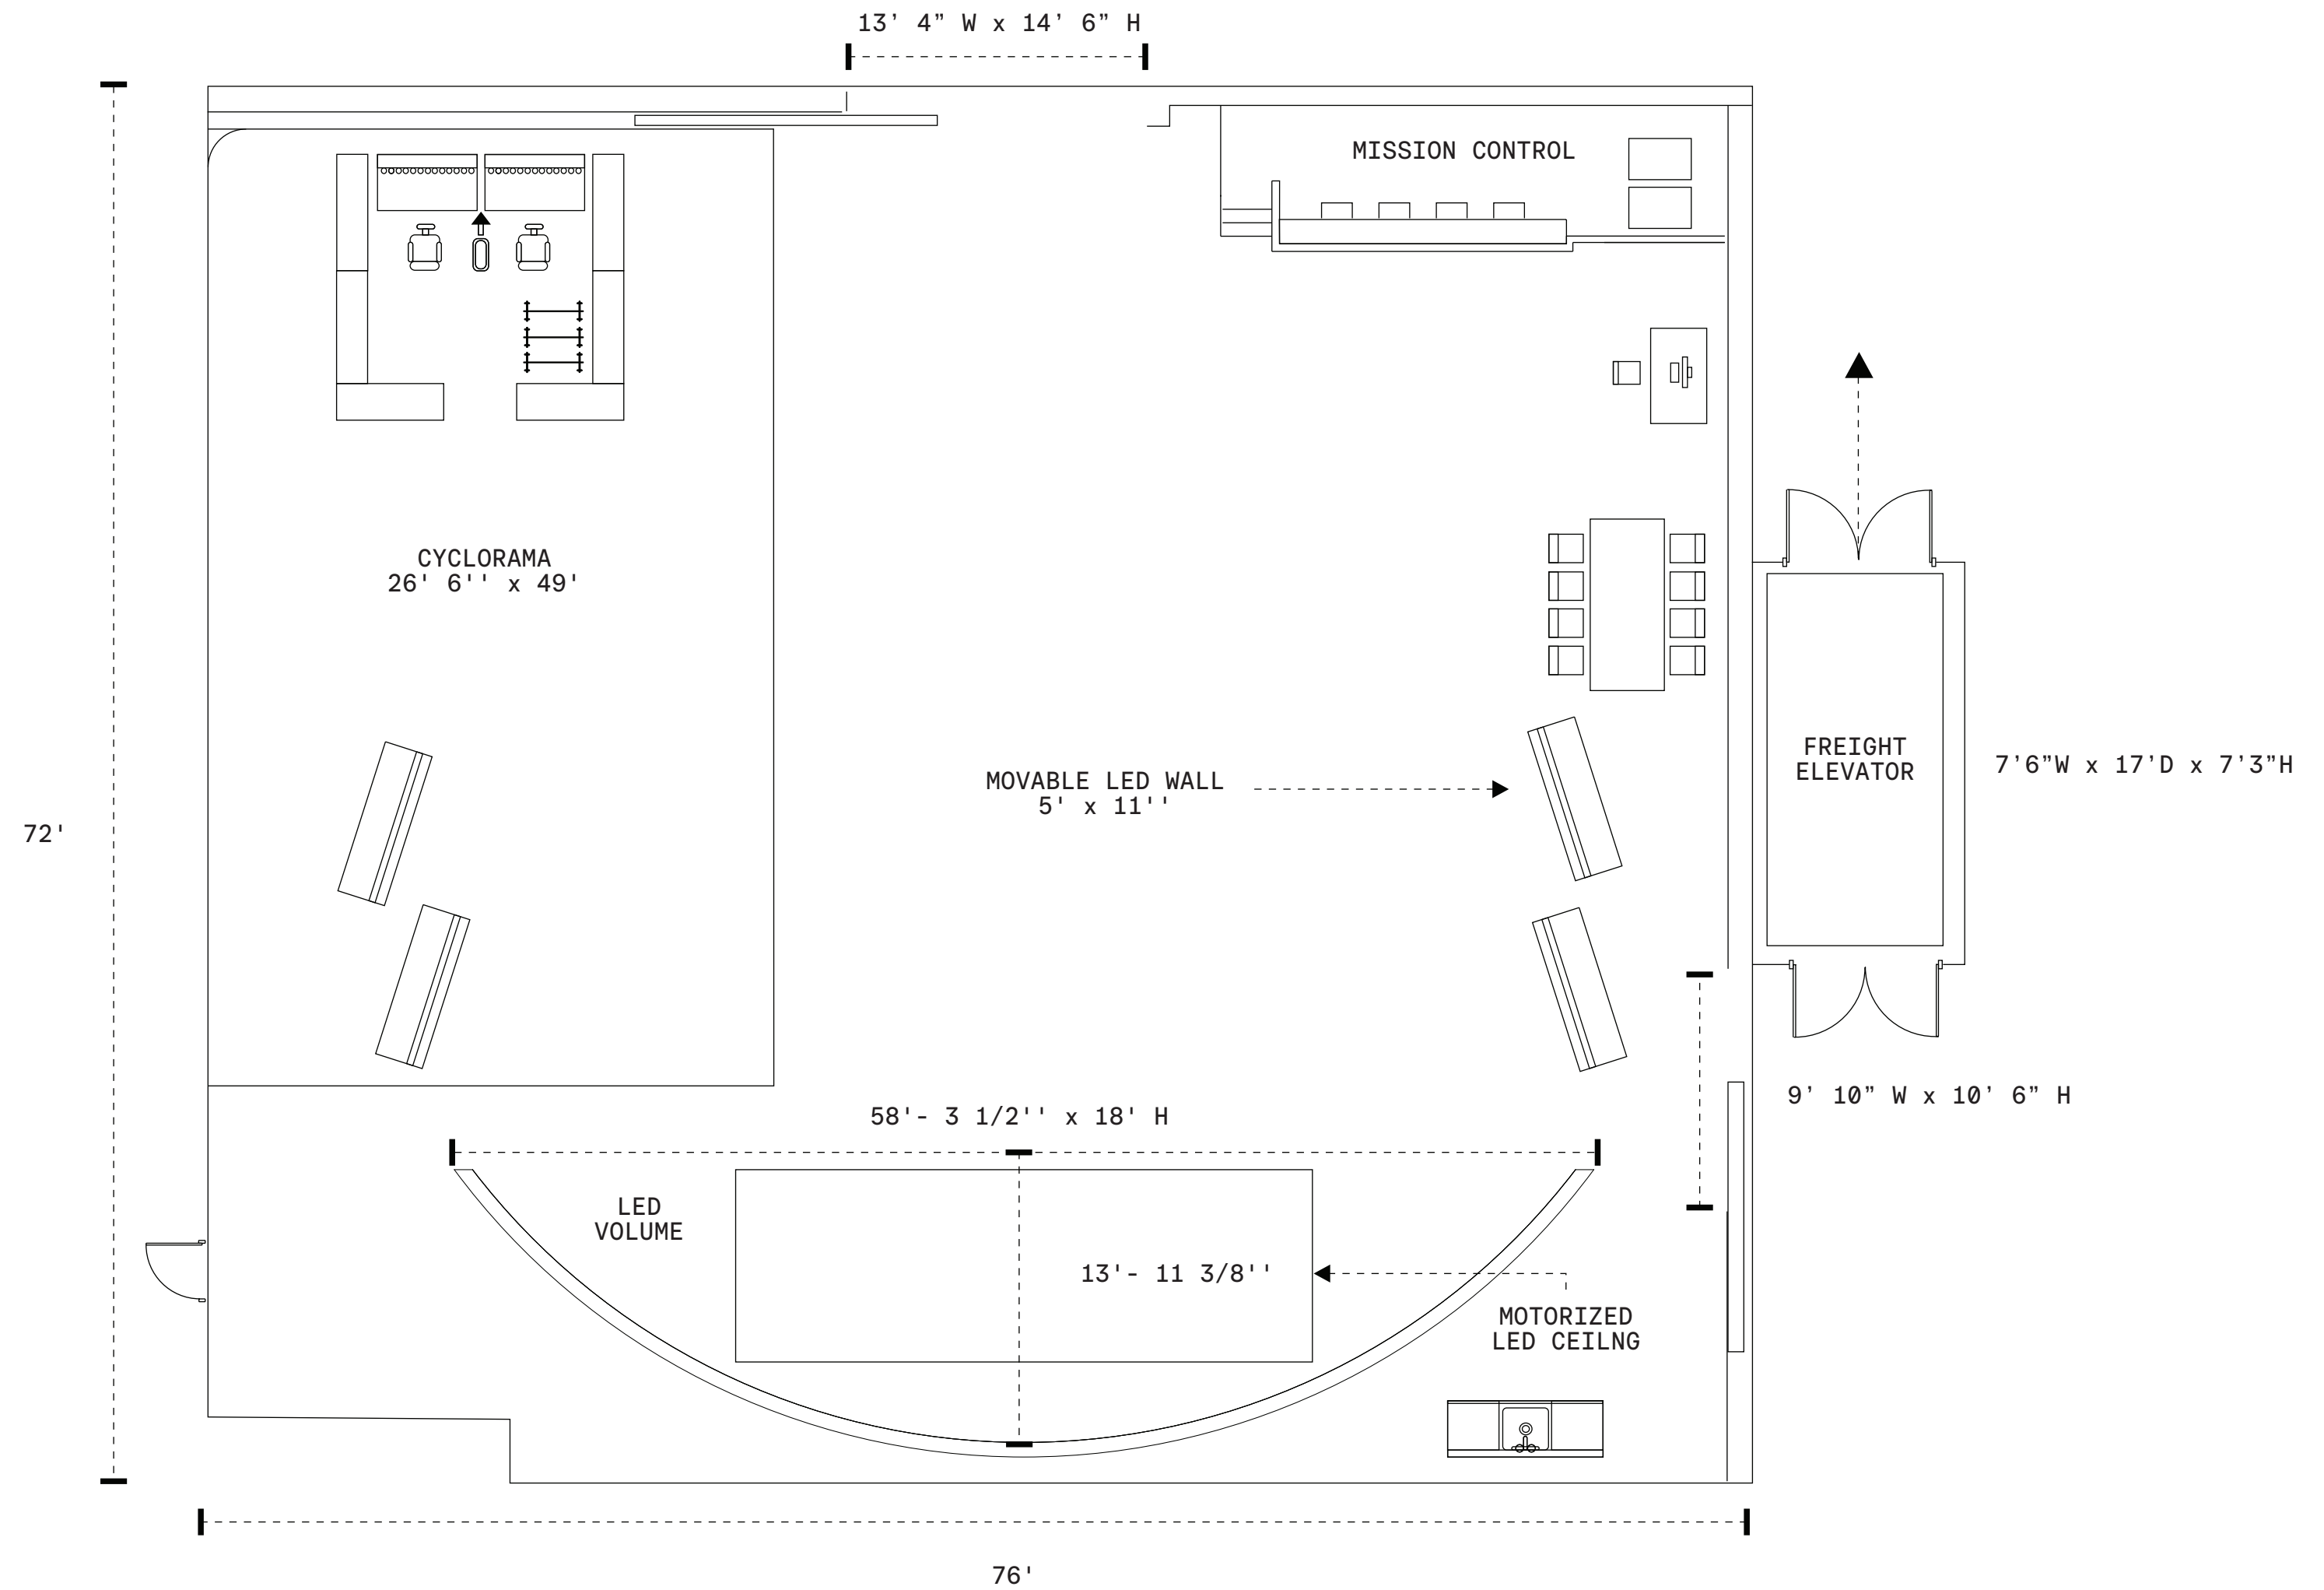 13’ 4” W x 14’ 6” H
MISSION CONTROL
CYCLORAMA
26' 6'' x 49'
FREIGHT
ELEVATOR
7’6”W x 17’D x 7’3”H
MOVABLE LED WALL
5' x 11''
72'
9’ 10” W x 10’ 6” H
58'- 3 1/2'' x 18' H
LED
VOLUME
13'- 11 3/8''
MOTORIZED
LED CEILNG
76'